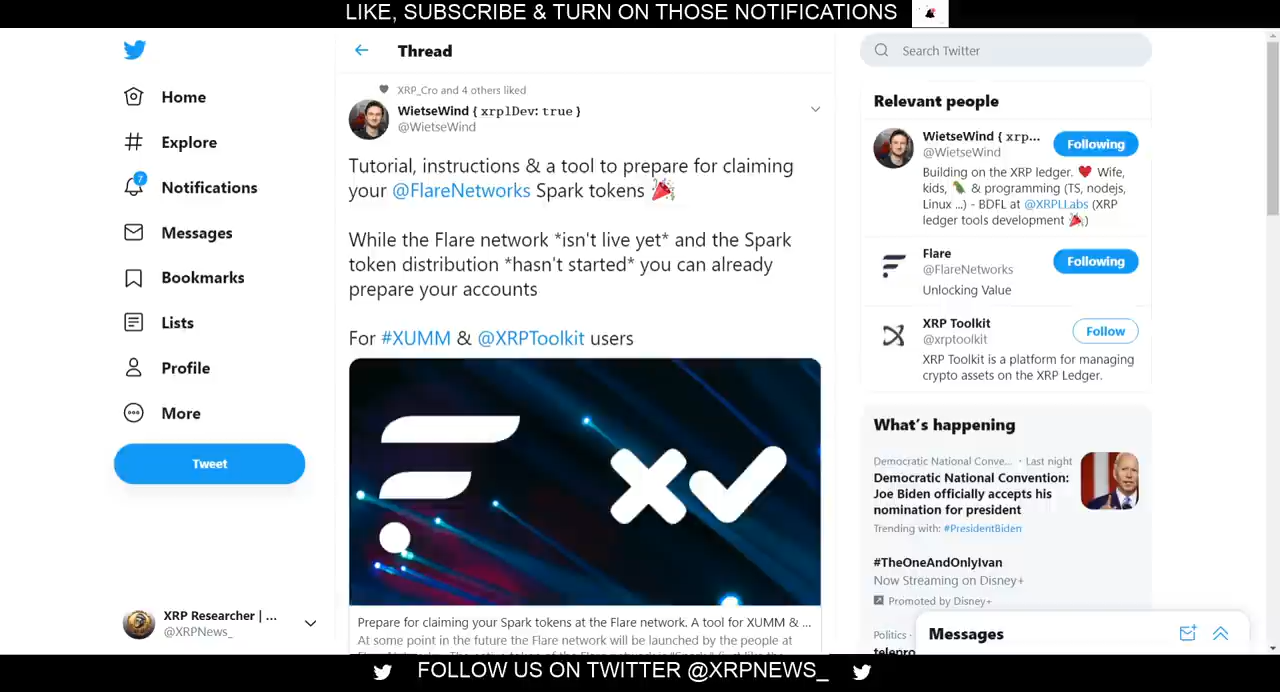 LIKE, SUBSCRIBE & TURN ON THOSE NOTIFICATIONS
Home
Explore
7
Notifications
Messages
Bookmarks
Lists
Profile
More
Tweet
XRP Researcher | ...
@XRPNews_
Thread
XRP_Cro and 4 others liked
WietseWind { xrplDev: true }
@WietseWind
Tutorial, instructions & a tool to prepare for claiming
your @FlareNetworks Spark tokens 🎉
While the Flare network *isn't live yet* and the Spark
token distribution *hasn't started* you can already
prepare your accounts
For #XUMM & @XRPToolkit users
Prepare for claiming your Spark tokens at the Flare network. A tool for XUMM & ...
At some point in the future the Flare network will be launched by the people at
Search Twitter
Relevant people
WietseWind { xrp...
@WietseWind
Following
Building on the XRP ledger. ❤️ Wife,
kids, 🦜 & programming (TS, nodejs,
Linux ...) - BDFL at @XRPLLabs (XRP
ledger tools development 🎉)
Flare
@FlareNetworks
Following
Unlocking Value
XRP Toolkit
@xrptoolkit
Follow
XRP Toolkit is a platform for managing
crypto assets on the XRP Ledger.
What's happening
Democratic National Conve... · Last night
Democratic National Convention:
Joe Biden officially accepts his
nomination for president
Trending with: #PresidentBiden
#TheOneAndOnlyIvan
Now Streaming on Disney+
Promoted by Disney+
Politics ·
Messages
FOLLOW US ON TWITTER @XRPNEWS_